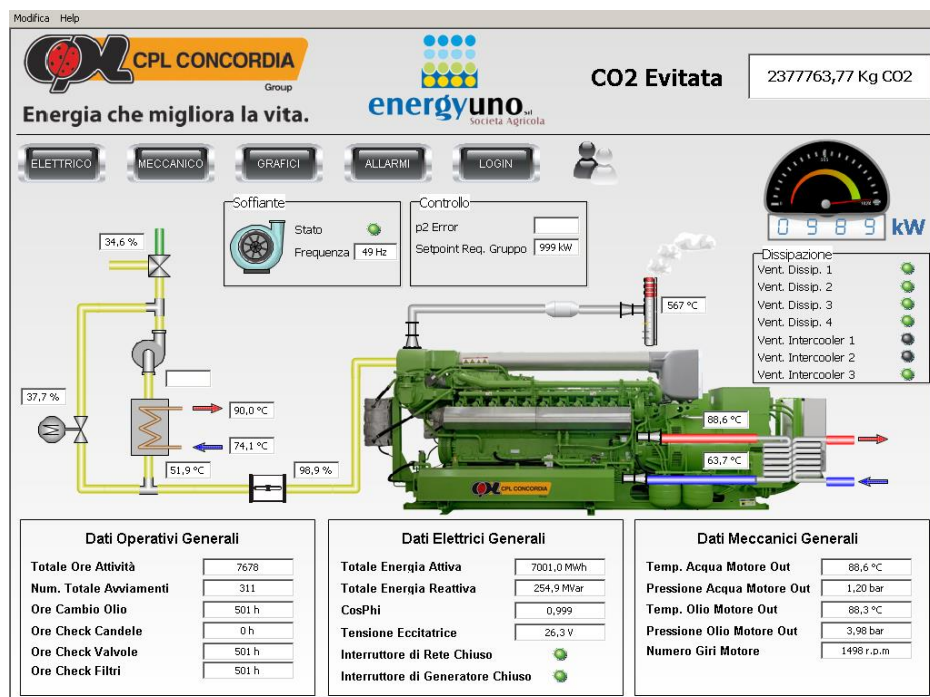 Modifica Help
CPL CONCORDIA
Group
Energia che migliora la vita.
energyuno srl
Società Agricola
CO2 Evitata
2377763,77 Kg CO2
ELETTRICO
MECCANICO
GRAFICI
ALLARMI
LOGIN
0989 kW
Soffiante
Stato
Frequenza 49 Hz
Controllo
p2 Error
Setpoint Req. Gruppo 999 kW
Dissipazione
Vent. Dissip. 1
Vent. Dissip. 2
Vent. Dissip. 3
Vent. Dissip. 4
Vent. Intercooler 1
Vent. Intercooler 2
Vent. Intercooler 3
34,6 %
567 °C
37,7 %
90,0 °C
74,1 °C
51,9 °C
98,9 %
88,6 °C
63,7 °C
CPL CONCORDIA
Dati Operativi Generali
Totale Ore Attività 7678
Num. Totale Avviamenti 311
Ore Cambio Olio 501 h
Ore Check Candele 0 h
Ore Check Valvole 501 h
Ore Check Filtri 501 h
Dati Elettrici Generali
Totale Energia Attiva 7001,0 MWh
Totale Energia Reattiva 254,9 MVar
CosPhi 0,999
Tensione Eccitatrice 26,3 V
Interruttore di Rete Chiuso
Interruttore di Generatore Chiuso
Dati Meccanici Generali
Temp. Acqua Motore Out 88,6 °C
Pressione Acqua Motore Out 1,20 bar
Temp. Olio Motore Out 88,3 °C
Pressione Olio Motore Out 3,98 bar
Numero Giri Motore 1498 r.p.m